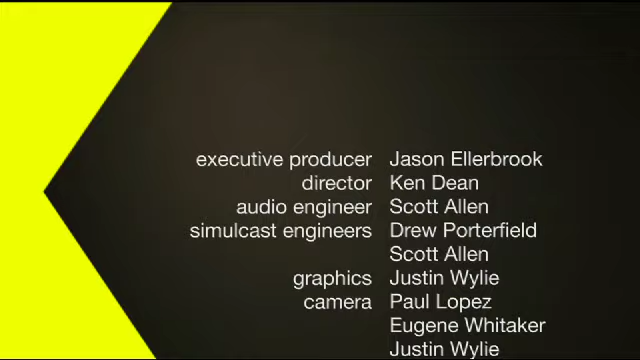 executive producer Jason Ellerbrook
director Ken Dean
audio engineer Scott Allen
simulcast engineers Drew Porterfield
Scott Allen
graphics Justin Wylie
camera Paul Lopez
Eugene Whitaker
Justin Wylie